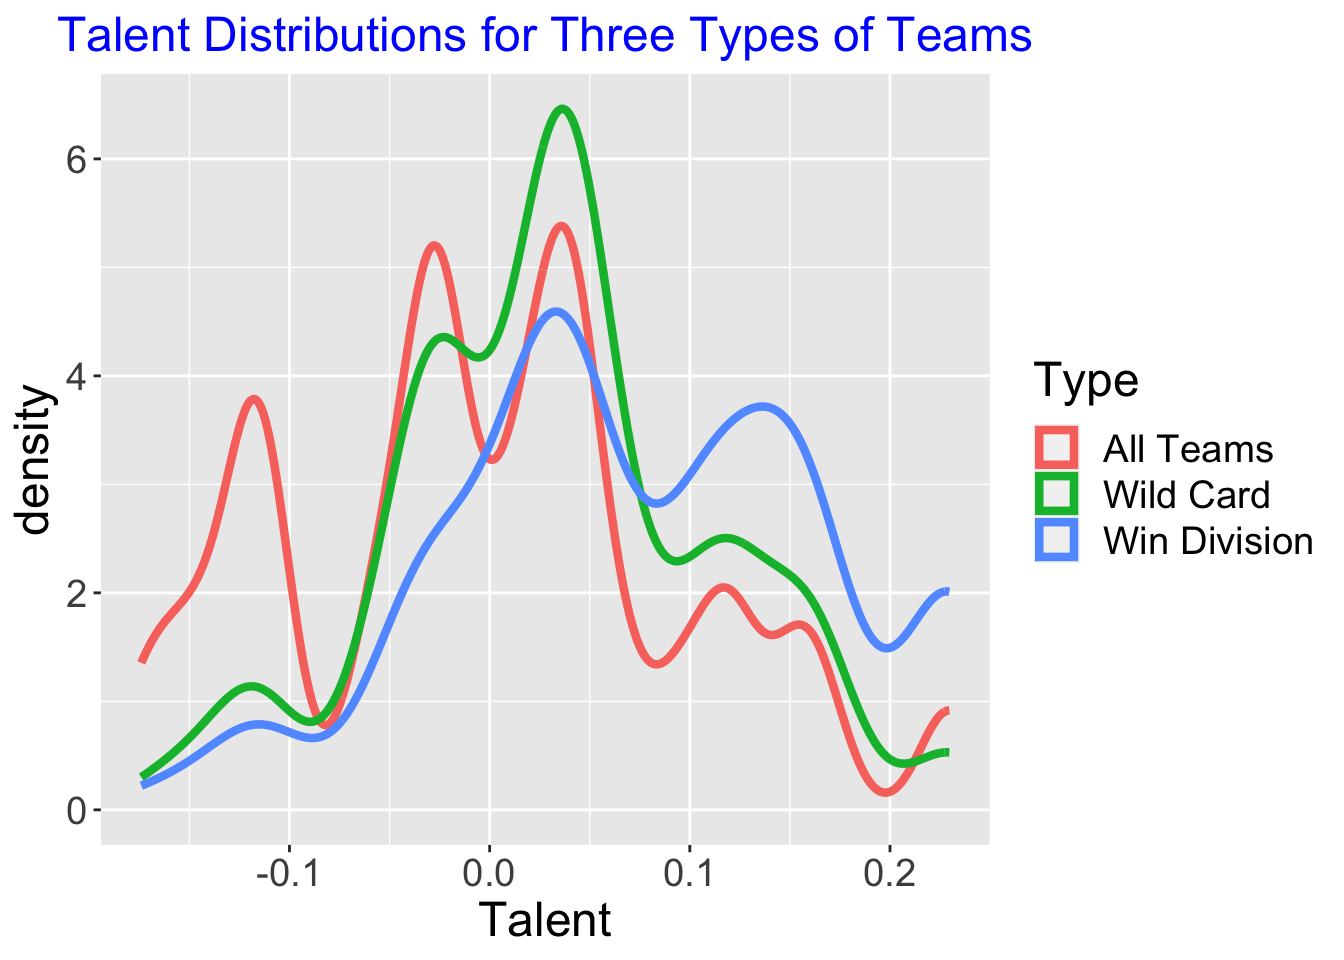 Talent Distributions for Three Types of Teams
6
4
2
0
density
-0.1 0.0 0.1 0.2
Talent
Type
All Teams
Wild Card
Win Division